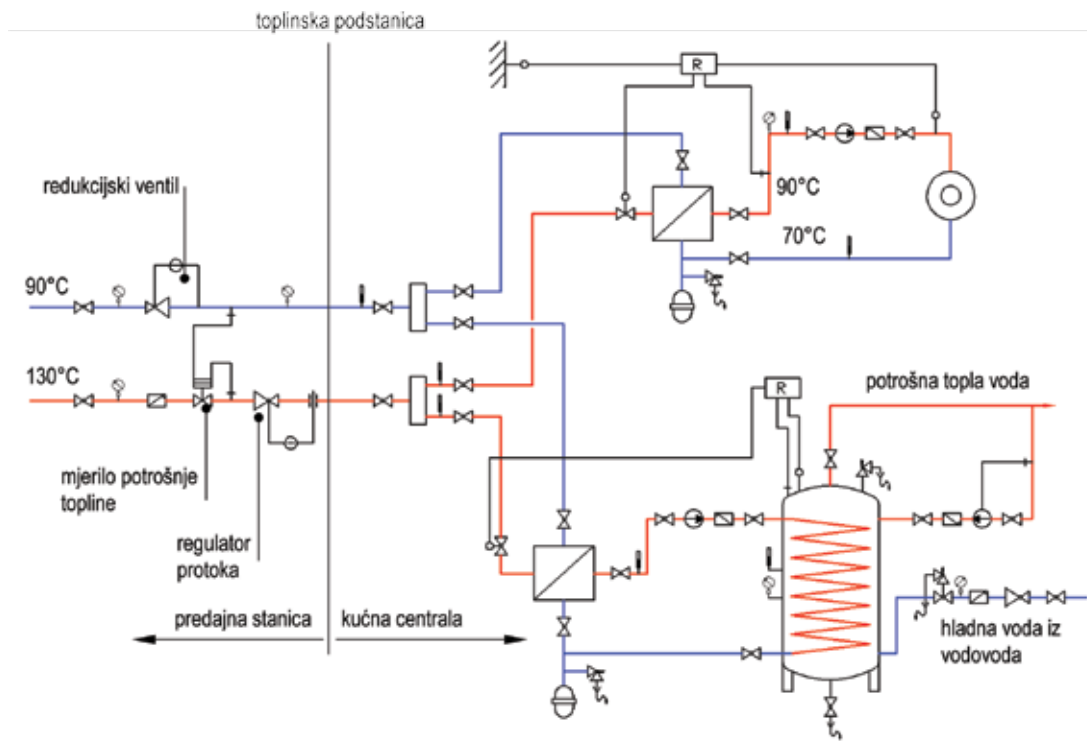 toplinska podstanica
R
redukcijski ventil
90°C
70°C
90°C
130°C
R
potrošna topla voda
mjerilo potrošnje
topline
regulator
protoka
predajna stanica
kućna centrala
hladna voda iz
vodovoda